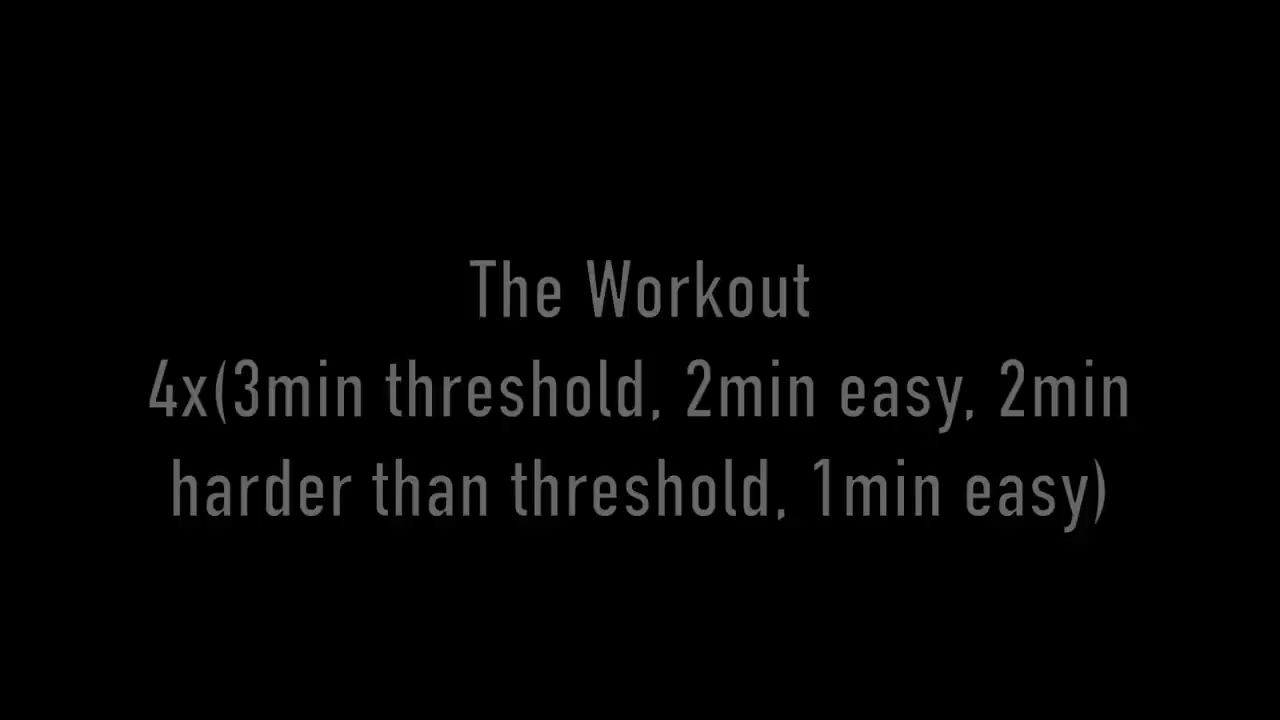 The Workout
4x(3min threshold, 2min easy, 2min
harder than threshold, 1min easy)